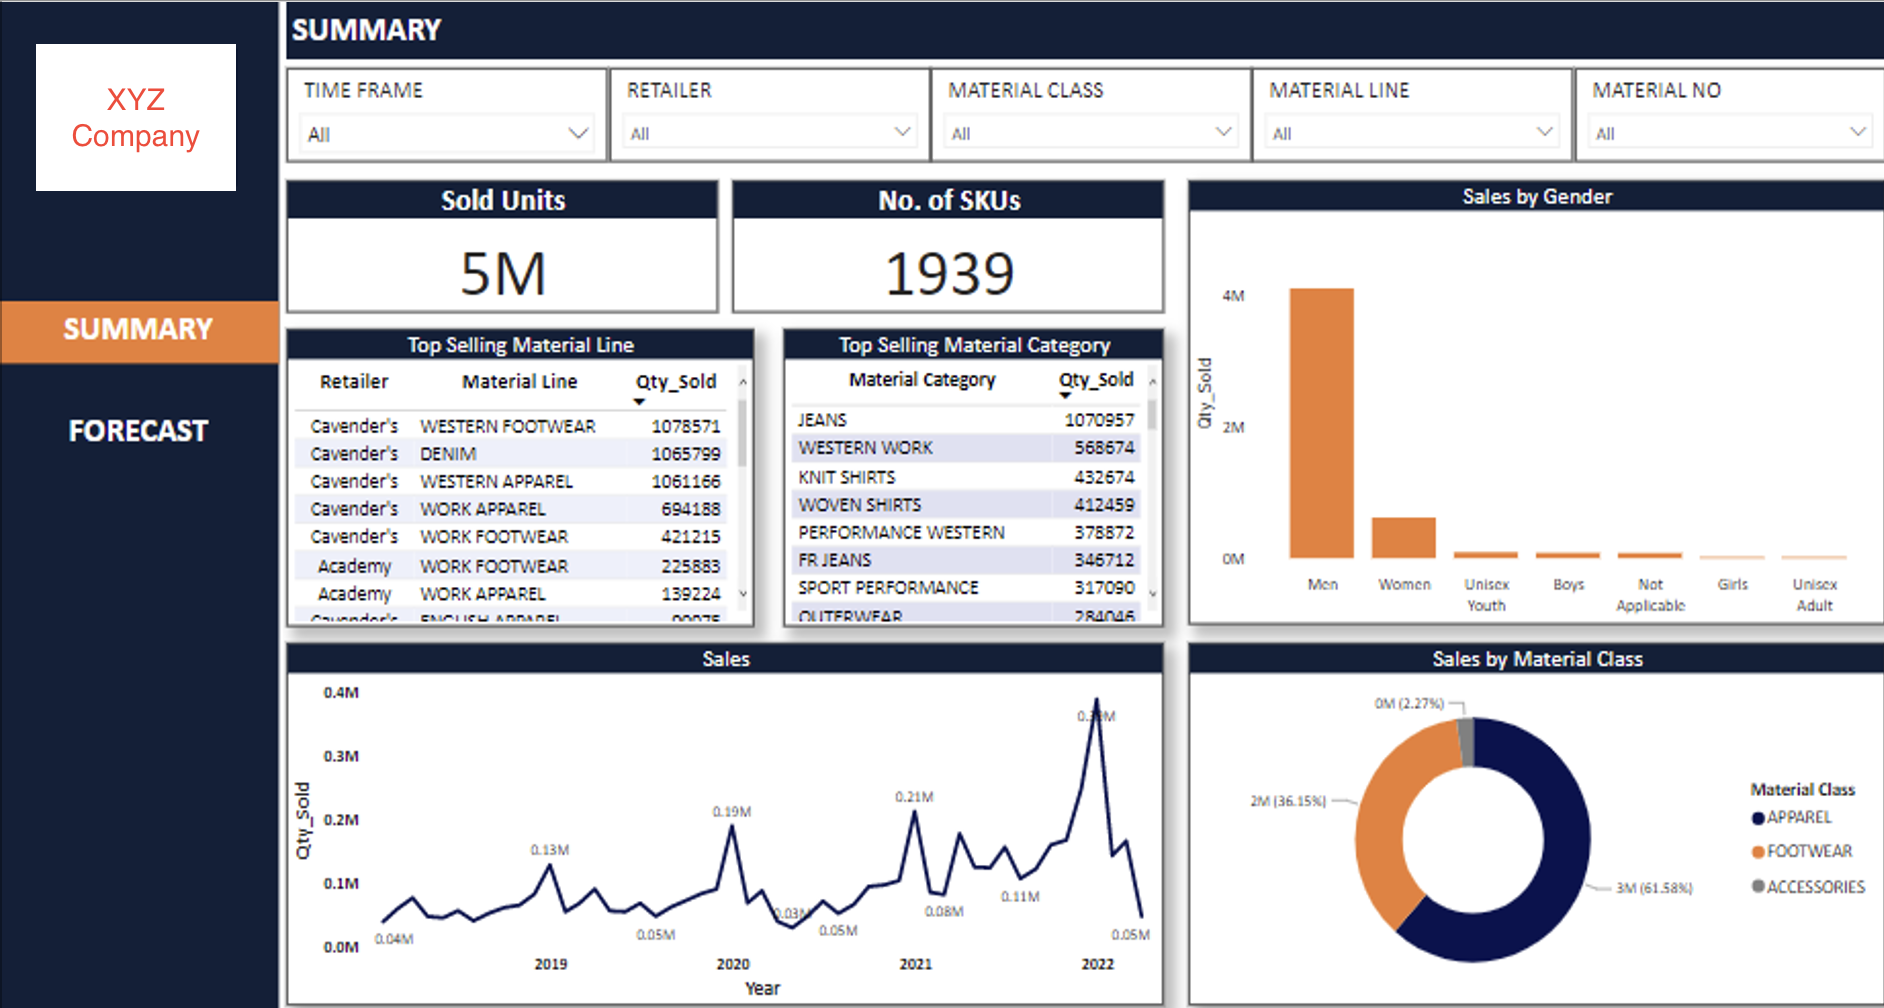 XYZ
Company
SUMMARY
FORECAST
SUMMARY
TIME FRAME
All
RETAILER
All
MATERIAL CLASS
All
MATERIAL LINE
All
MATERIAL NO
All
Sold Units
5M
No. of SKUs
1939
Top Selling Material Line
Retailer Material Line Qty_Sold
Cavender's WESTERN FOOTWEAR 1078571
Cavender's DENIM 1065799
Cavender's WESTERN APPAREL 1061166
Cavender's WORK APPAREL 694188
Cavender's WORK FOOTWEAR 421215
Academy WORK FOOTWEAR 225883
Academy WORK APPAREL 139224
Cavender's ENGLISH APPAREL
Top Selling Material Category
Material Category Qty_Sold
JEANS 1070957
WESTERN WORK 568674
KNIT SHIRTS 432674
WOVEN SHIRTS 412459
PERFORMANCE WESTERN 378872
FR JEANS 346712
SPORT PERFORMANCE 317090
OUTERWEAR 284046
Sales by Gender
Qty_Sold
4M
2M
0M
Men
Women
Unisex
Youth
Boys
Not
Applicable
Girls
Unisex
Adult
Sales
Qty_Sold
0.4M
0.3M
0.2M
0.1M
0.0M
0.04M
0.13M
0.05M
0.19M
0.03M
0.05M
0.21M
0.08M
0.11M
0.39M
0.05M
2019
2020
2021
2022
Year
Sales by Material Class
0M (2.27%)
2M (36.15%)
3M (61.58%)
Material Class
APPAREL
FOOTWEAR
ACCESSORIES